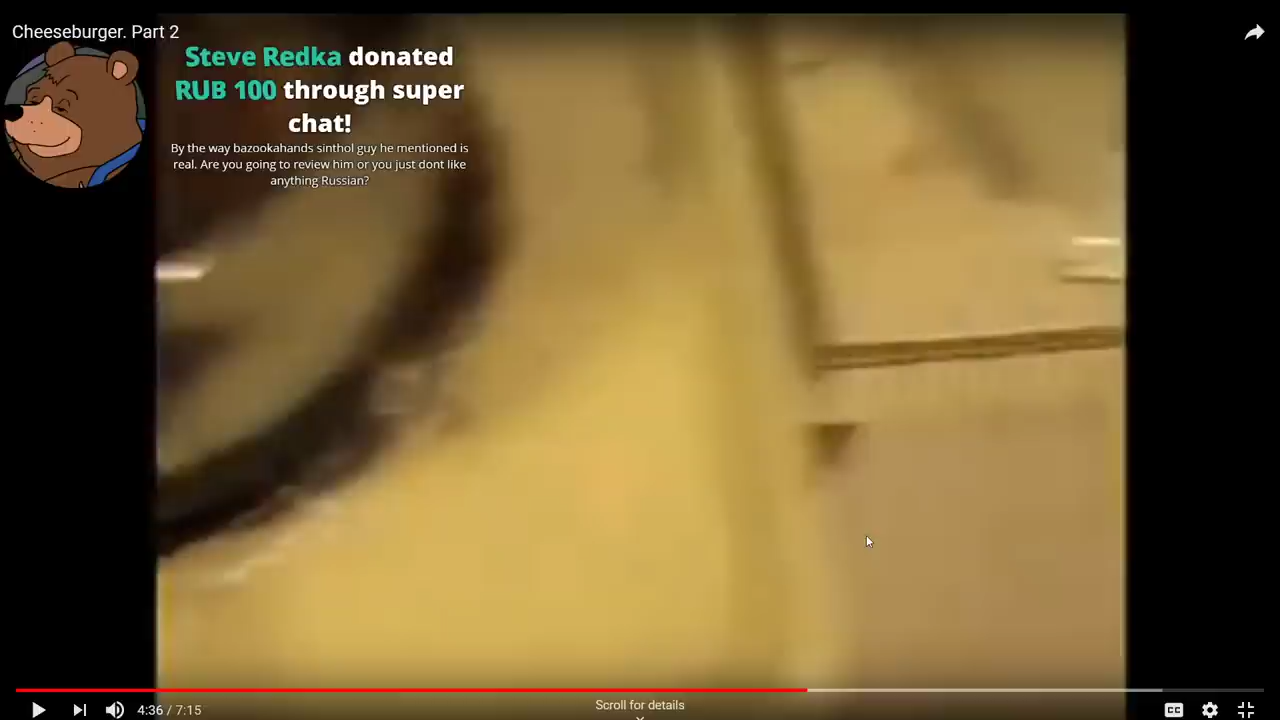 Cheeseburger. Part 2
Steve Redka donated
RUB 100 through super
chat!
By the way bazookahands sinthol guy he mentioned is
real. Are you going to review him or you just dont like
anything Russian?
4:36 / 7:15
Scroll for details
CC